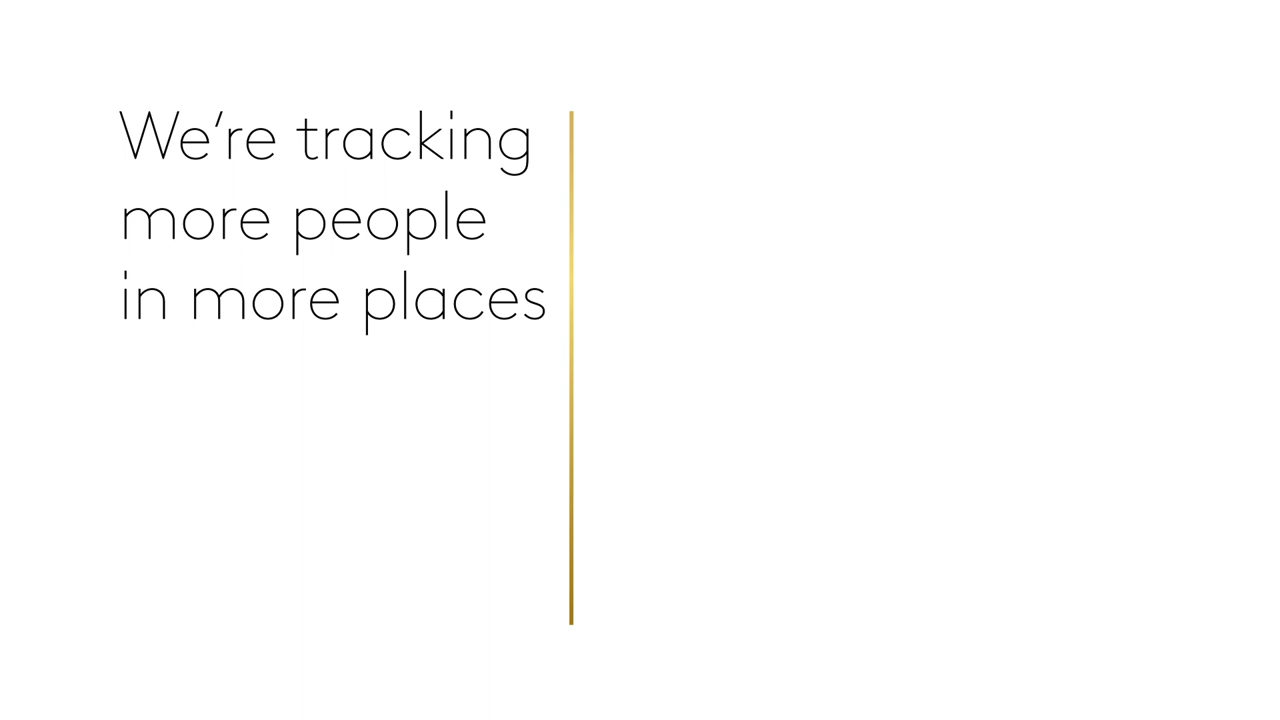 We’re tracking
more people
in more places